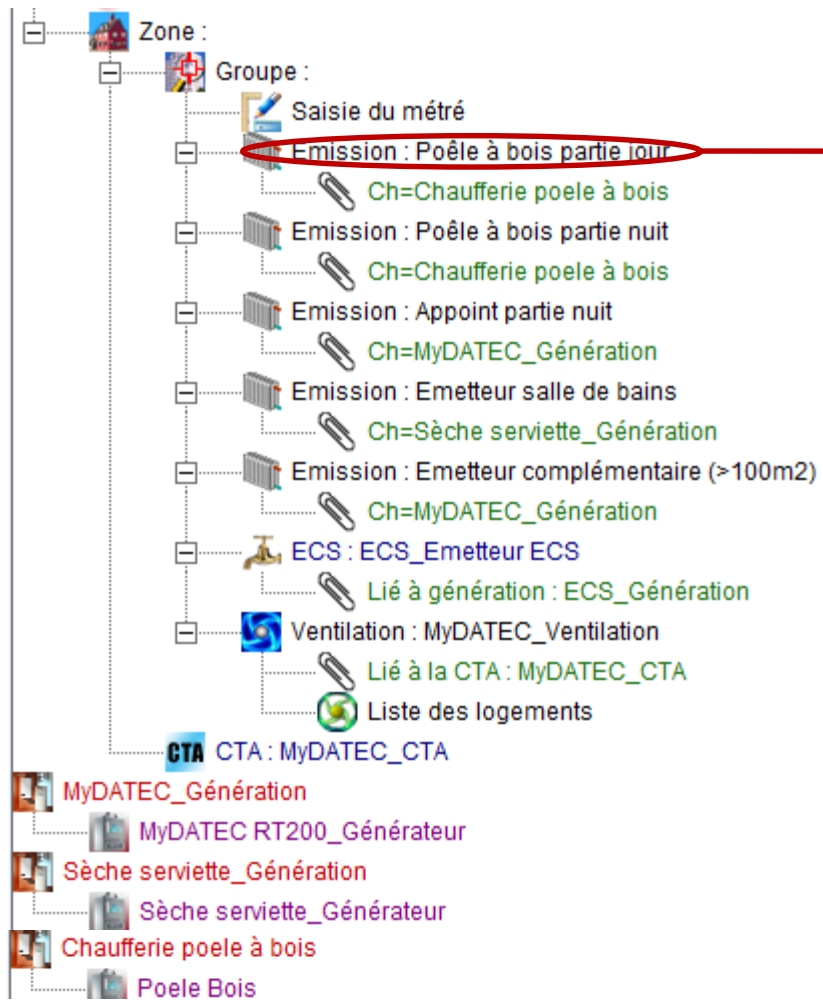 Zone :
Groupe :
Saisie du métré
Emission : Poêle à bois partie jour
Ch=Chaufferie poele à bois
Emission : Poêle à bois partie nuit
Ch=Chaufferie poele à bois
Emission : Appoint partie nuit
Ch=MyDATEC_Génération
Emission : Emetteur salle de bains
Ch=Sèche serviette_Génération
Emission : Emetteur complémentaire (>100m2)
Ch=MyDATEC_Génération
ECS : ECS_Emetteur ECS
Lié à génération : ECS_Génération
Ventilation : MyDATEC_Ventilation
Lié à la CTA : MyDATEC_CTA
Liste des logements
CTA CTA : MyDATEC_CTA
MyDATEC_Génération
MyDATEC RT200_Générateur
Sèche serviette_Génération
Sèche serviette_Générateur
Chaufferie poele à bois
Poele Bois